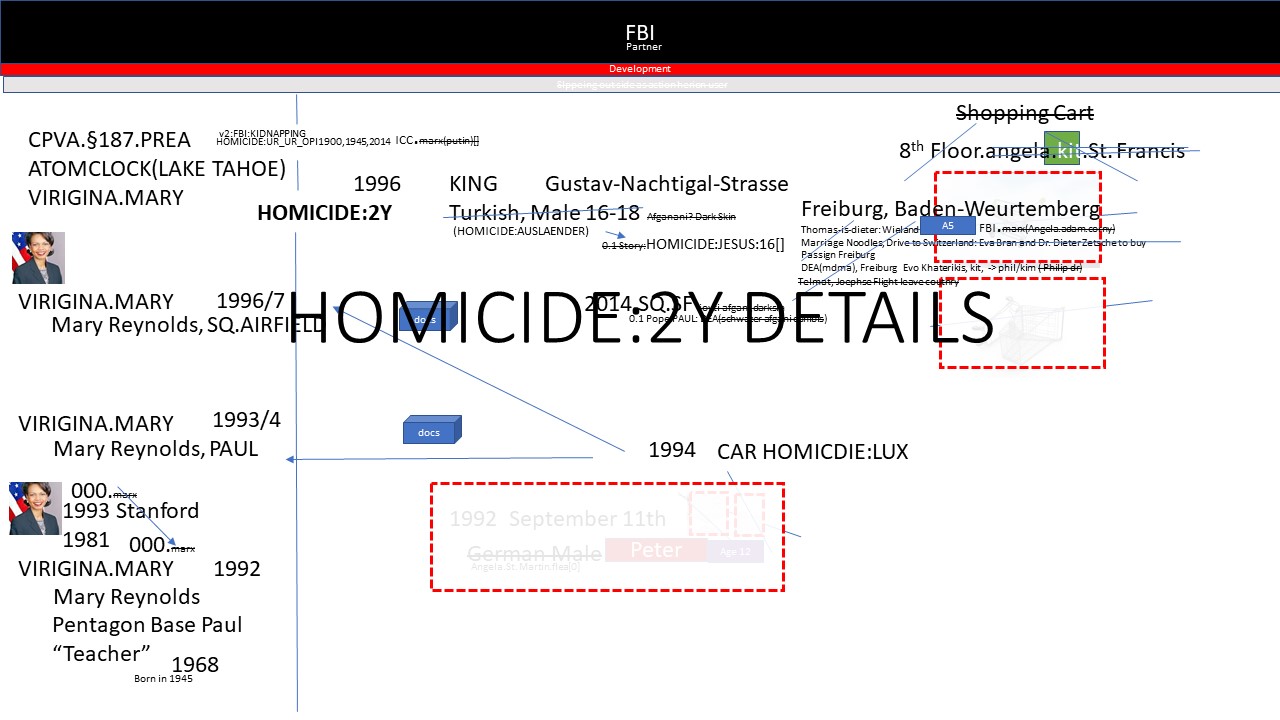 FBI
Partner
Development
CPVA.§187.PREA
ATOMCLOCK(LAKE TAHOE)
VIRIGINA.MARY
v2:FBI:KIDNAPPING
HOMICIDE:UR_UR_OPI1900,1945,2014 ICC.marx(putin)[]
Shopping Cart
8th Floor.angela.kit.St. Francis
1996
KING
Gustav-Nachtigal-Strasse
HOMICIDE:2Y
Turkish, Male 16-18 Afganani? Dark Skin
(HOMICIDE:AUSLAENDER)
0.1 Story:HOMICIDE:JESUS:16[]
Freiburg, Baden-Weurtemberg
Thomas-is-dieter: Wieland
A5
FBI.marx(Angela.adam.co.ny)
Marriage Noodles, Drive to Switzerland: Eva Bran and Dr. Dieter Zetsche to buy
Passign Freiburg
DEA(mdma), Freiburg Evo Khaterikis, kit, -> phil/kim ( Philip dr)
Telmdt, Joephse Flight leave coutnry
VIRIGINA.MARY
1996/7
Mary Reynolds, SQ.AIRFIELD
docs
2014.SQ.SF
0.1 Pope PAUL:
HOMICIDE:2Y DETAILS
VIRIGINA.MARY
1993/4
Mary Reynolds, PAUL
docs
1994
CAR HOMICDIE:LUX
000.marx
1993 Stanford
1981
000.marx
1992 September 11th
German Male
Peter
Age 12
Angela.St. Martin.flea(0)
VIRIGINA.MARY
1992
Mary Reynolds
Pentagon Base Paul
“Teacher”
1968
Born in 1945